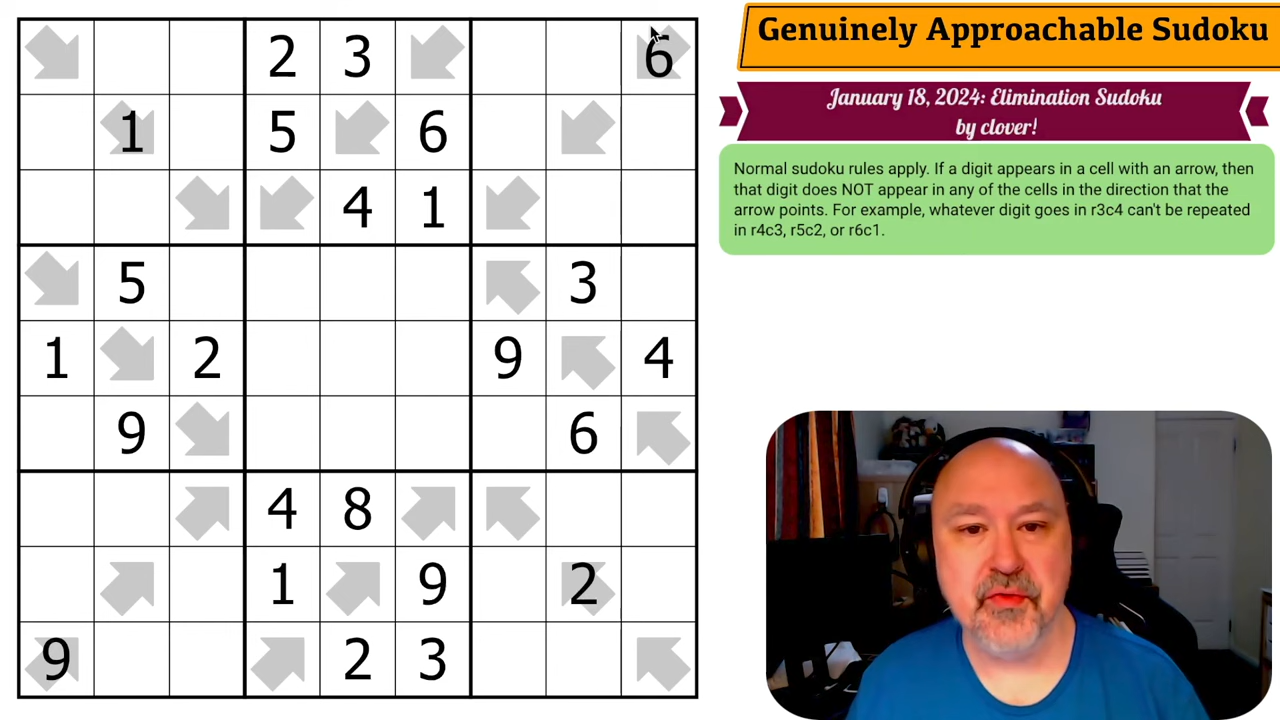 Genuinely Approachable Sudoku
January 18, 2024: Elimination Sudoku
by clover!
Normal sudoku rules apply. If a digit appears in a cell with an arrow, then
that digit does NOT appear in any of the cells in the direction that the
arrow points. For example, whatever digit goes in r3c4 can't be repeated
in r4c3, r5c2, or r6c1.
2 3 6
1 5 6
4 1
5 3
1 2 9 4
9 6
4 8
1 9 2
9 2 3